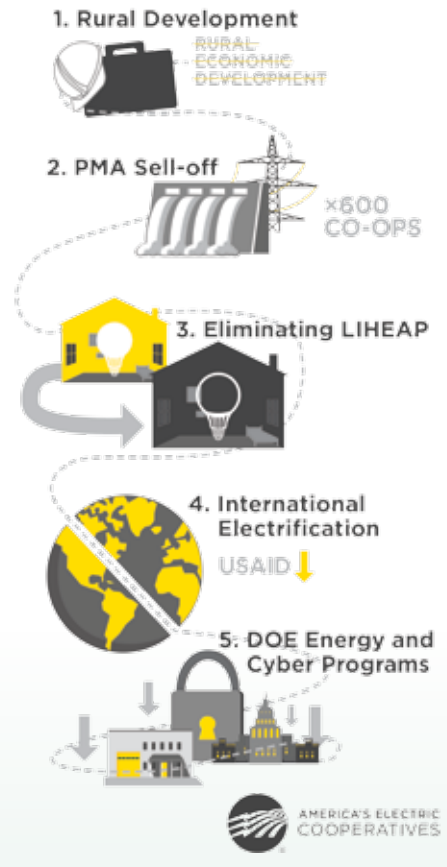 1. Rural Development
RURAL
ECONOMIC
DEVELOPMENT
2. PMA Sell-off
×600
CO-OPS
3. Eliminating LIHEAP
4. International
Electrification
USAID
5. DOE Energy and
Cyber Programs
AMERICA'S ELECTRIC
COOPERATIVES